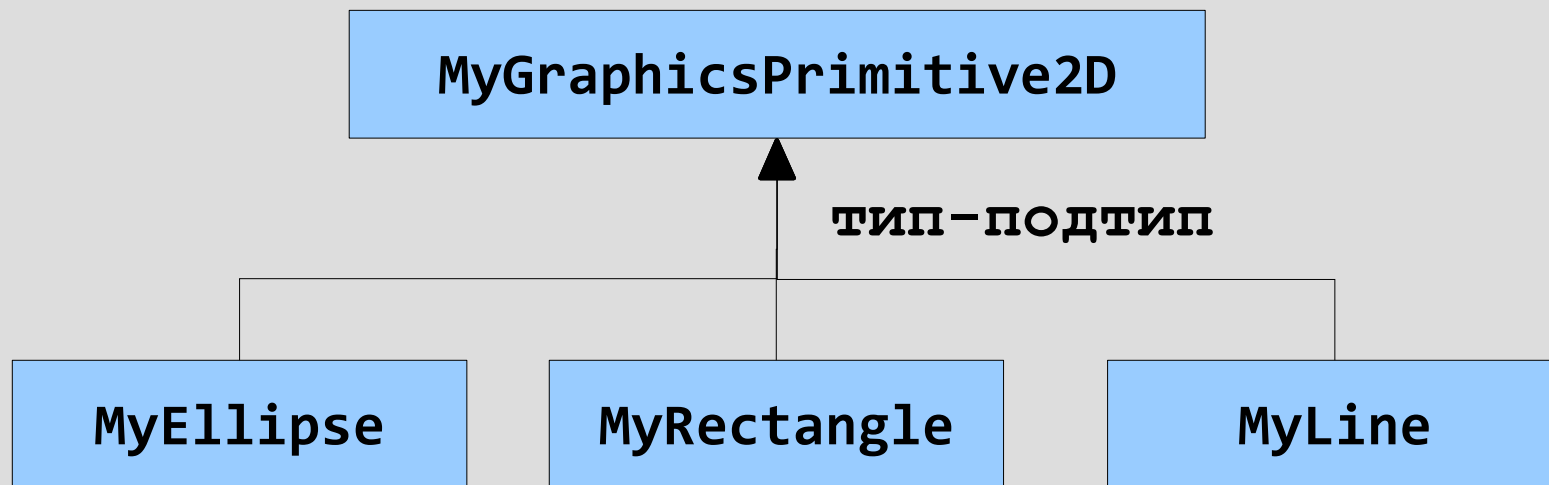 MyGraphicsPrimitive2D
тип-подтип
MyEllipse
MyRectangle
MyLine